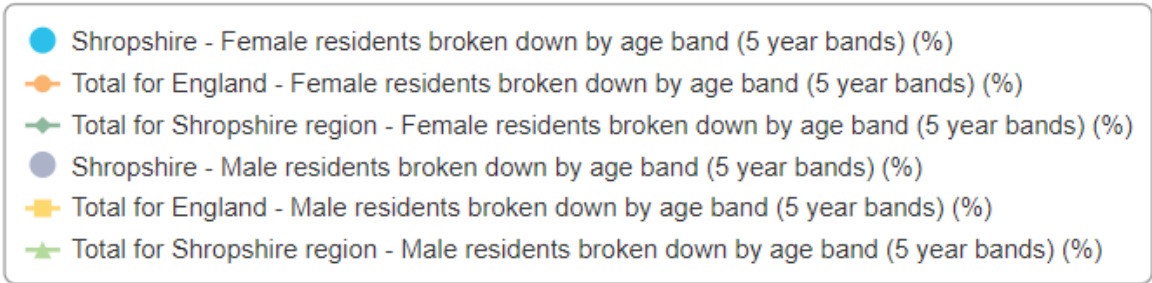 Shropshire - Female residents broken down by age band (5 year bands) (%)
Total for England - Female residents broken down by age band (5 year bands) (%)
Total for Shropshire region - Female residents broken down by age band (5 year bands) (%)
Shropshire - Male residents broken down by age band (5 year bands) (%)
Total for England - Male residents broken down by age band (5 year bands) (%)
Total for Shropshire region - Male residents broken down by age band (5 year bands) (%)